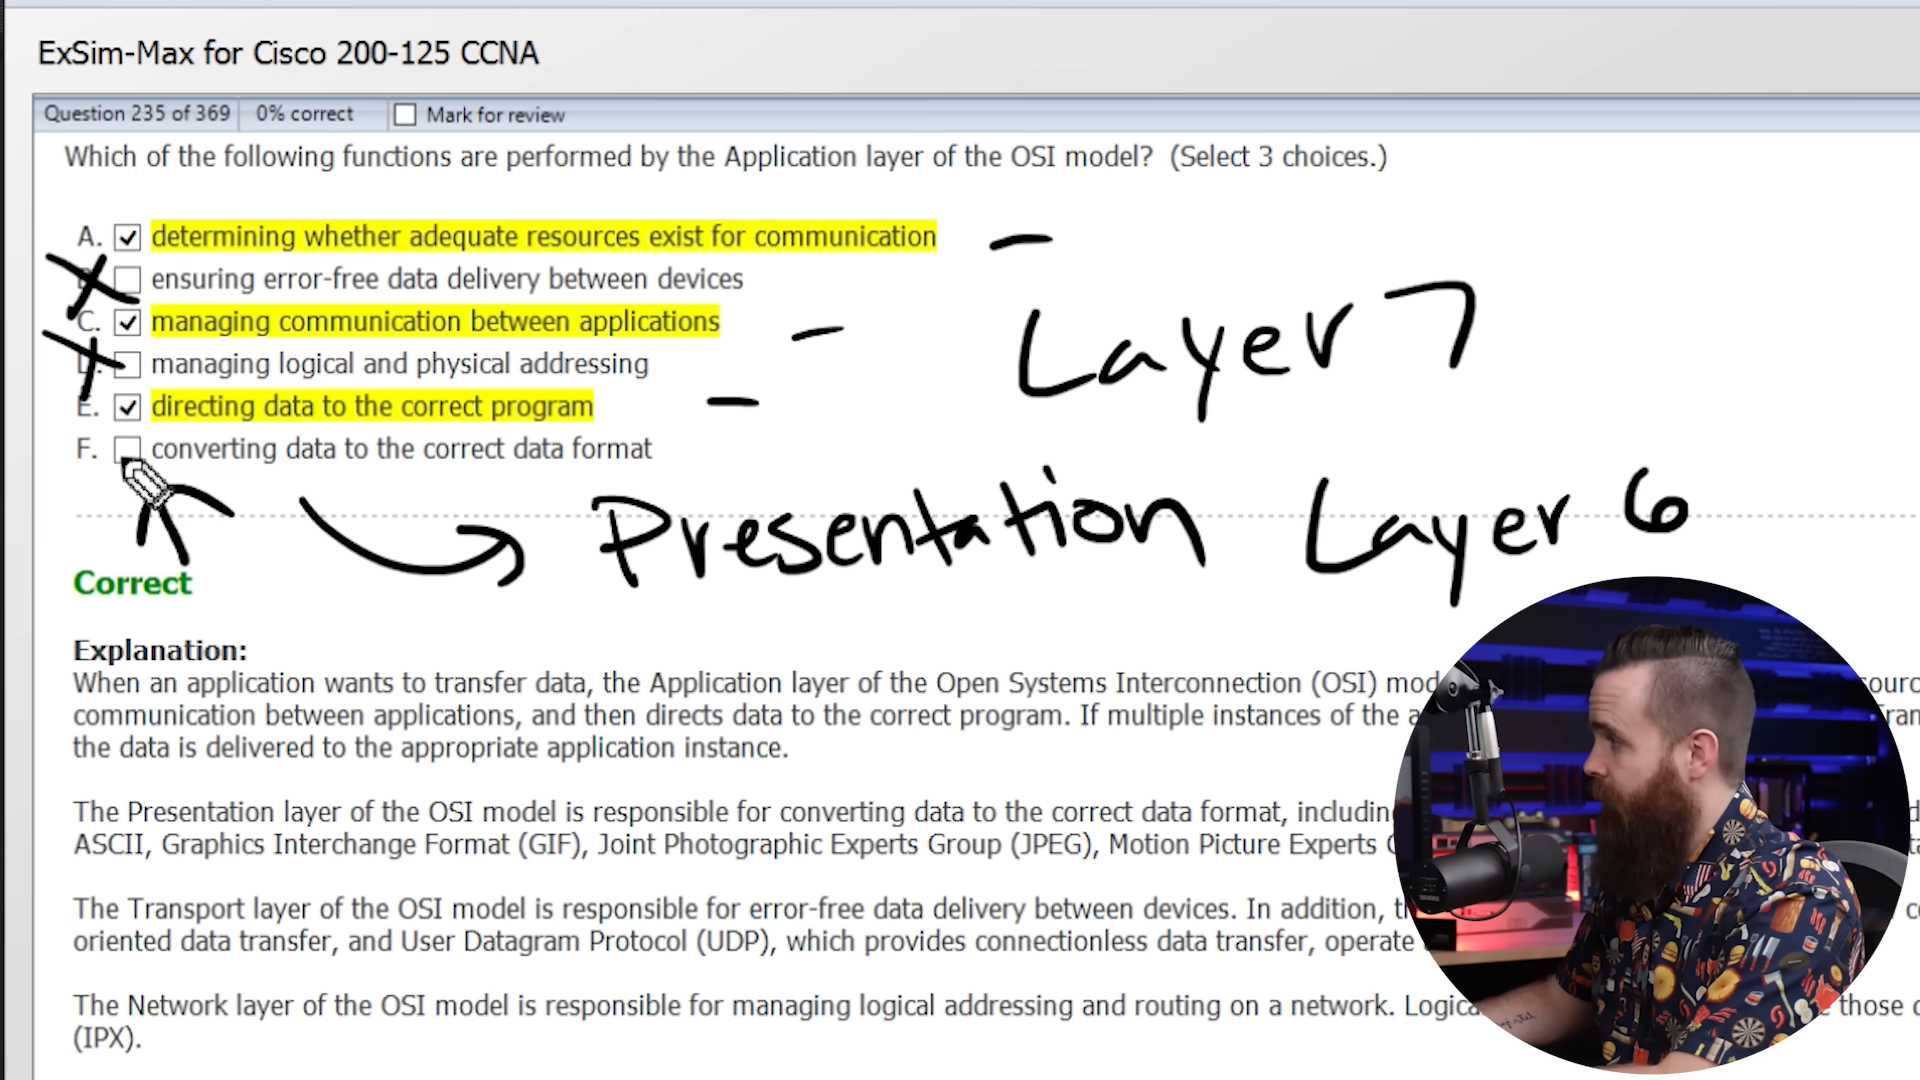 ExSim-Max for Cisco 200-125 CCNA
Question 235 of 369 0% correct Mark for review
Which of the following functions are performed by the Application layer of the OSI model? (Select 3 choices.)
A. determining whether adequate resources exist for communication
ensuring error-free data delivery between devices
C. managing communication between applications
Layer 7
managing logical and physical addressing
E. directing data to the correct program
F. converting data to the correct data format
Presentation Layer 6
Correct
Explanation:
When an application wants to transfer data, the Application layer of the Open Systems Interconnection (OSI)
communication between applications, and then directs data to the correct program. If multiple instances of the
the data is delivered to the appropriate application instance.
The Presentation layer of the OSI model is responsible for converting data to the correct data format,
ASCII, Graphics Interchange Format (GIF), Joint Photographic Experts Group (JPEG), Motion Picture Experts
The Transport layer of the OSI model is responsible for error-free data delivery between devices. In addition,
oriented data transfer, and User Datagram Protocol (UDP), which provides connectionless data transfer, operate
The Network layer of the OSI model is responsible for managing logical addressing and routing on a network. those
(IPX).